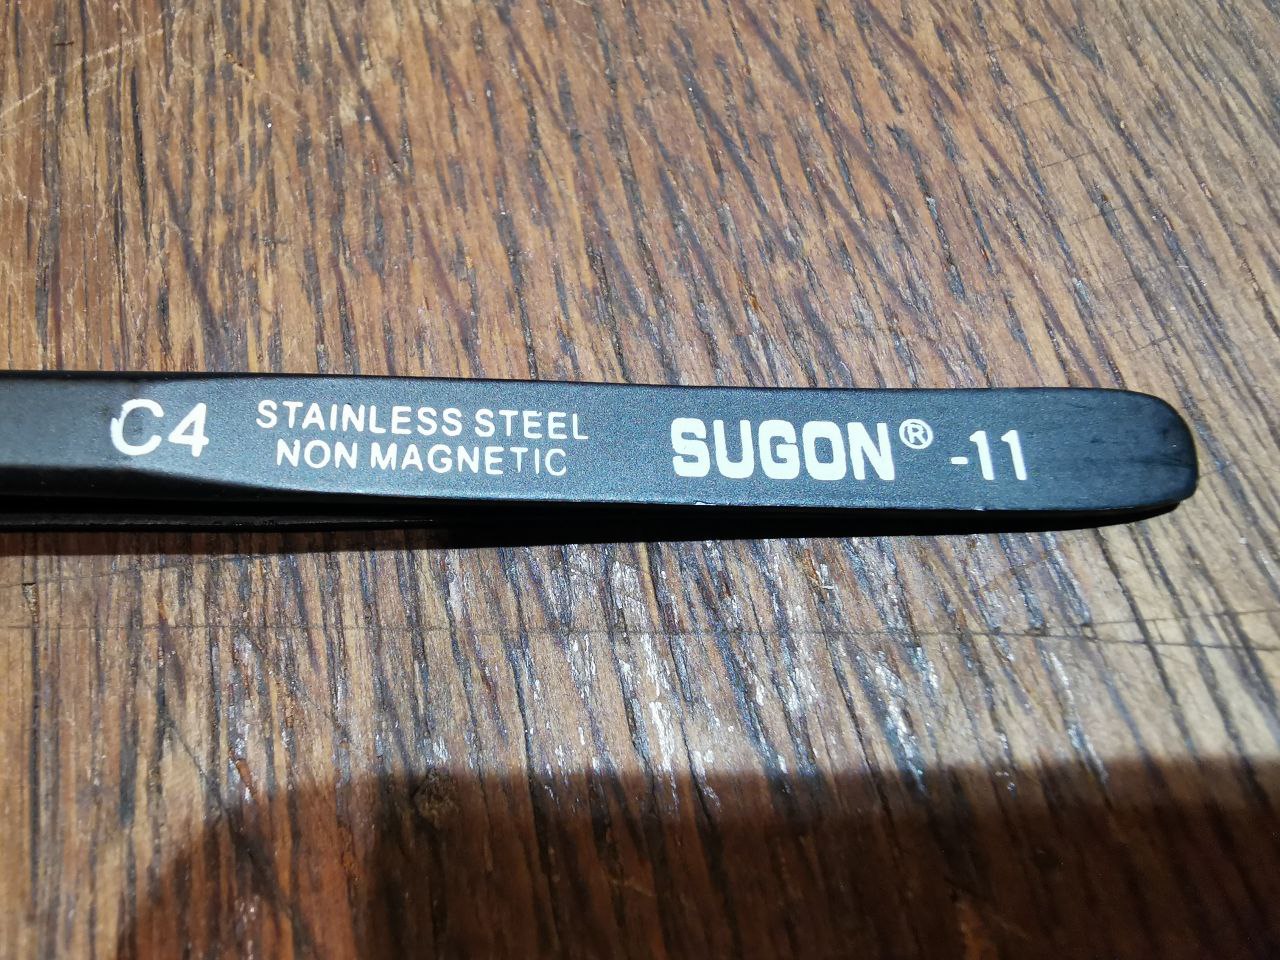 C4
STAINLESS STEEL
NON MAGNETIC
SUGON® -11